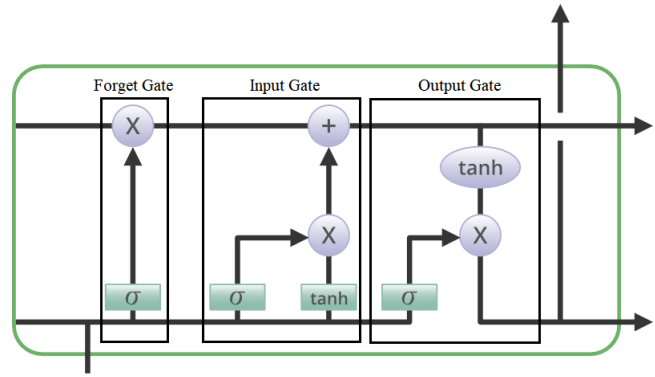 Forget Gate Input Gate Output Gate
X +
tanh
X X
σ σ tanh σ